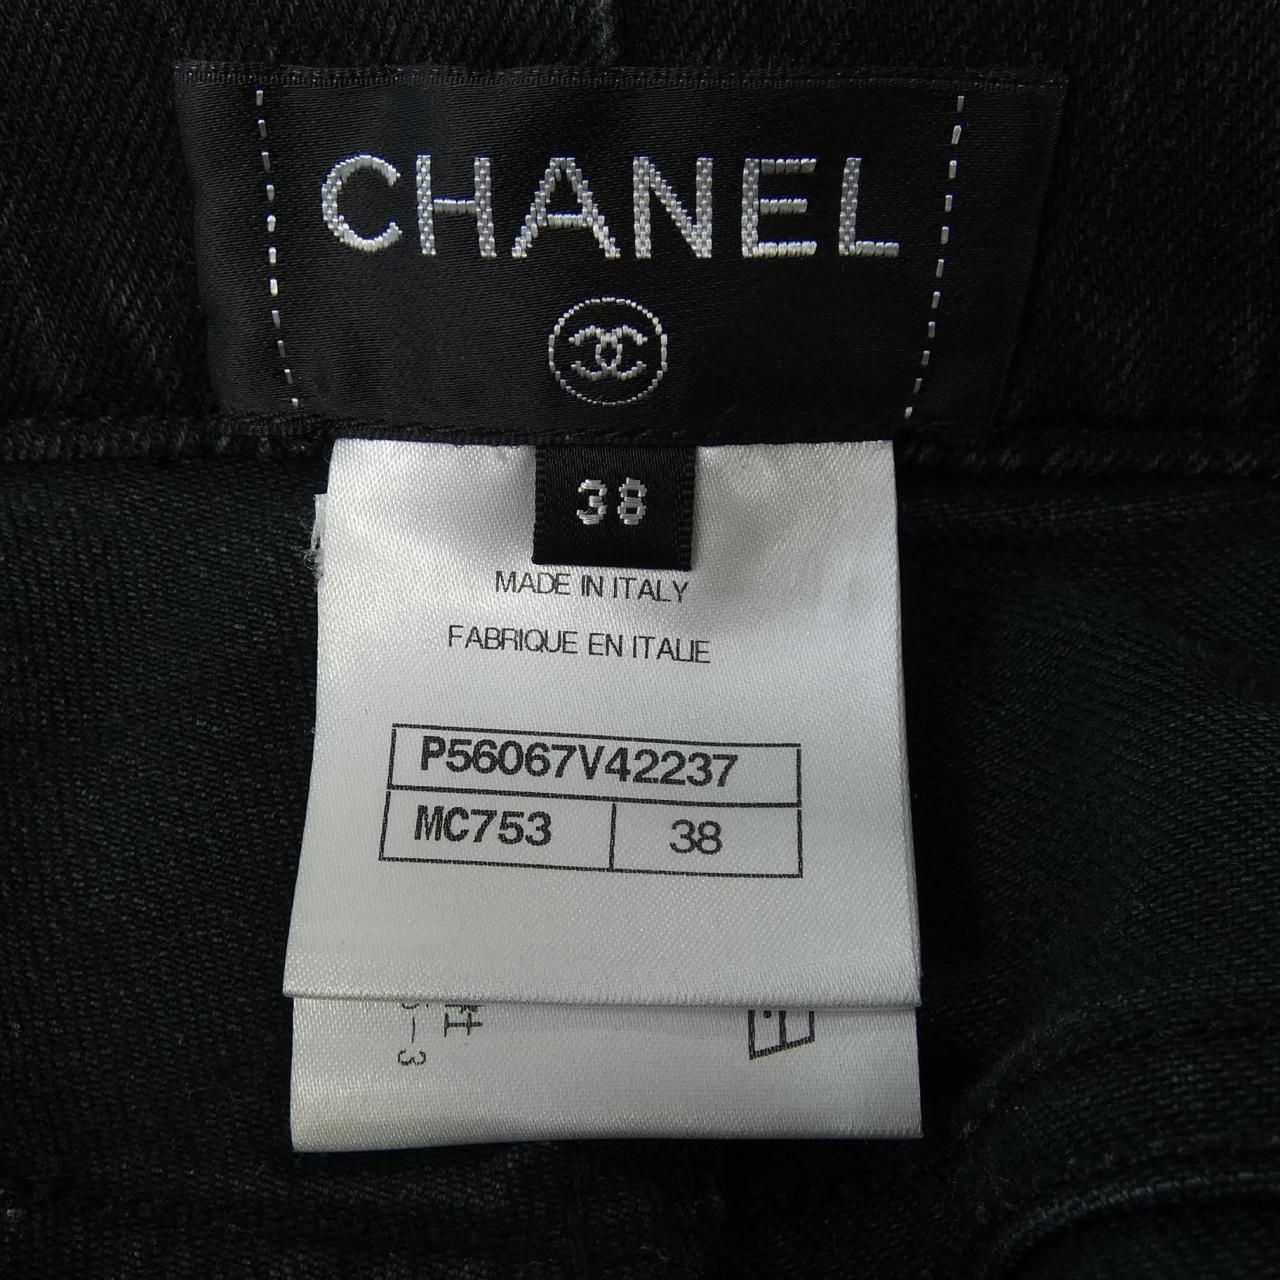 CHANEL
38
MADE IN ITALY
FABRIQUE EN ITALIE
P56067V42237
MC753 38